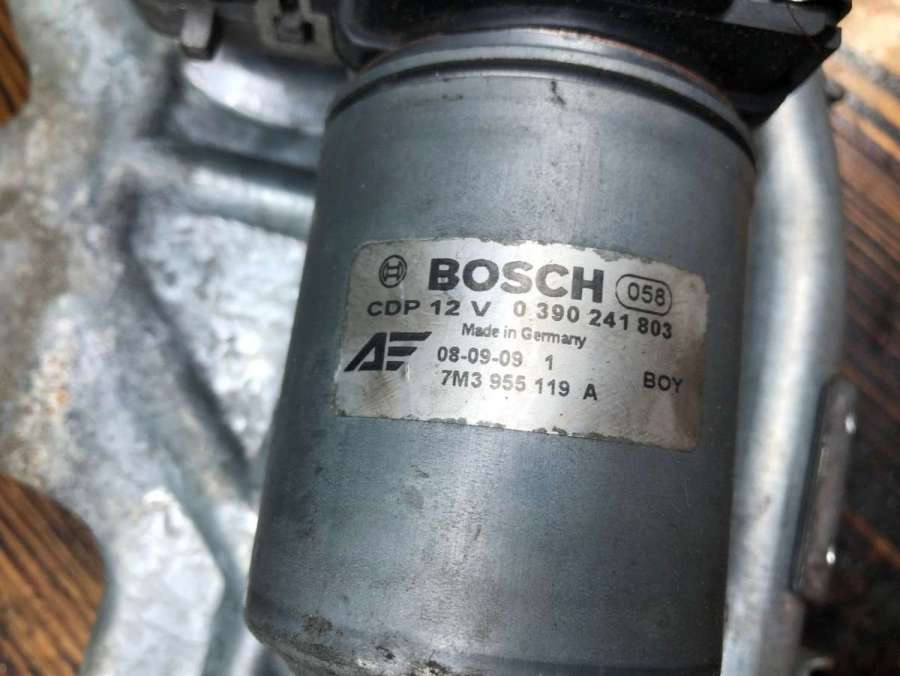 BOSCH 058
CDP 12 V 0 390 241 803
Made in Germany
AE 08-09-09 1
7M3 955 119 A BOY